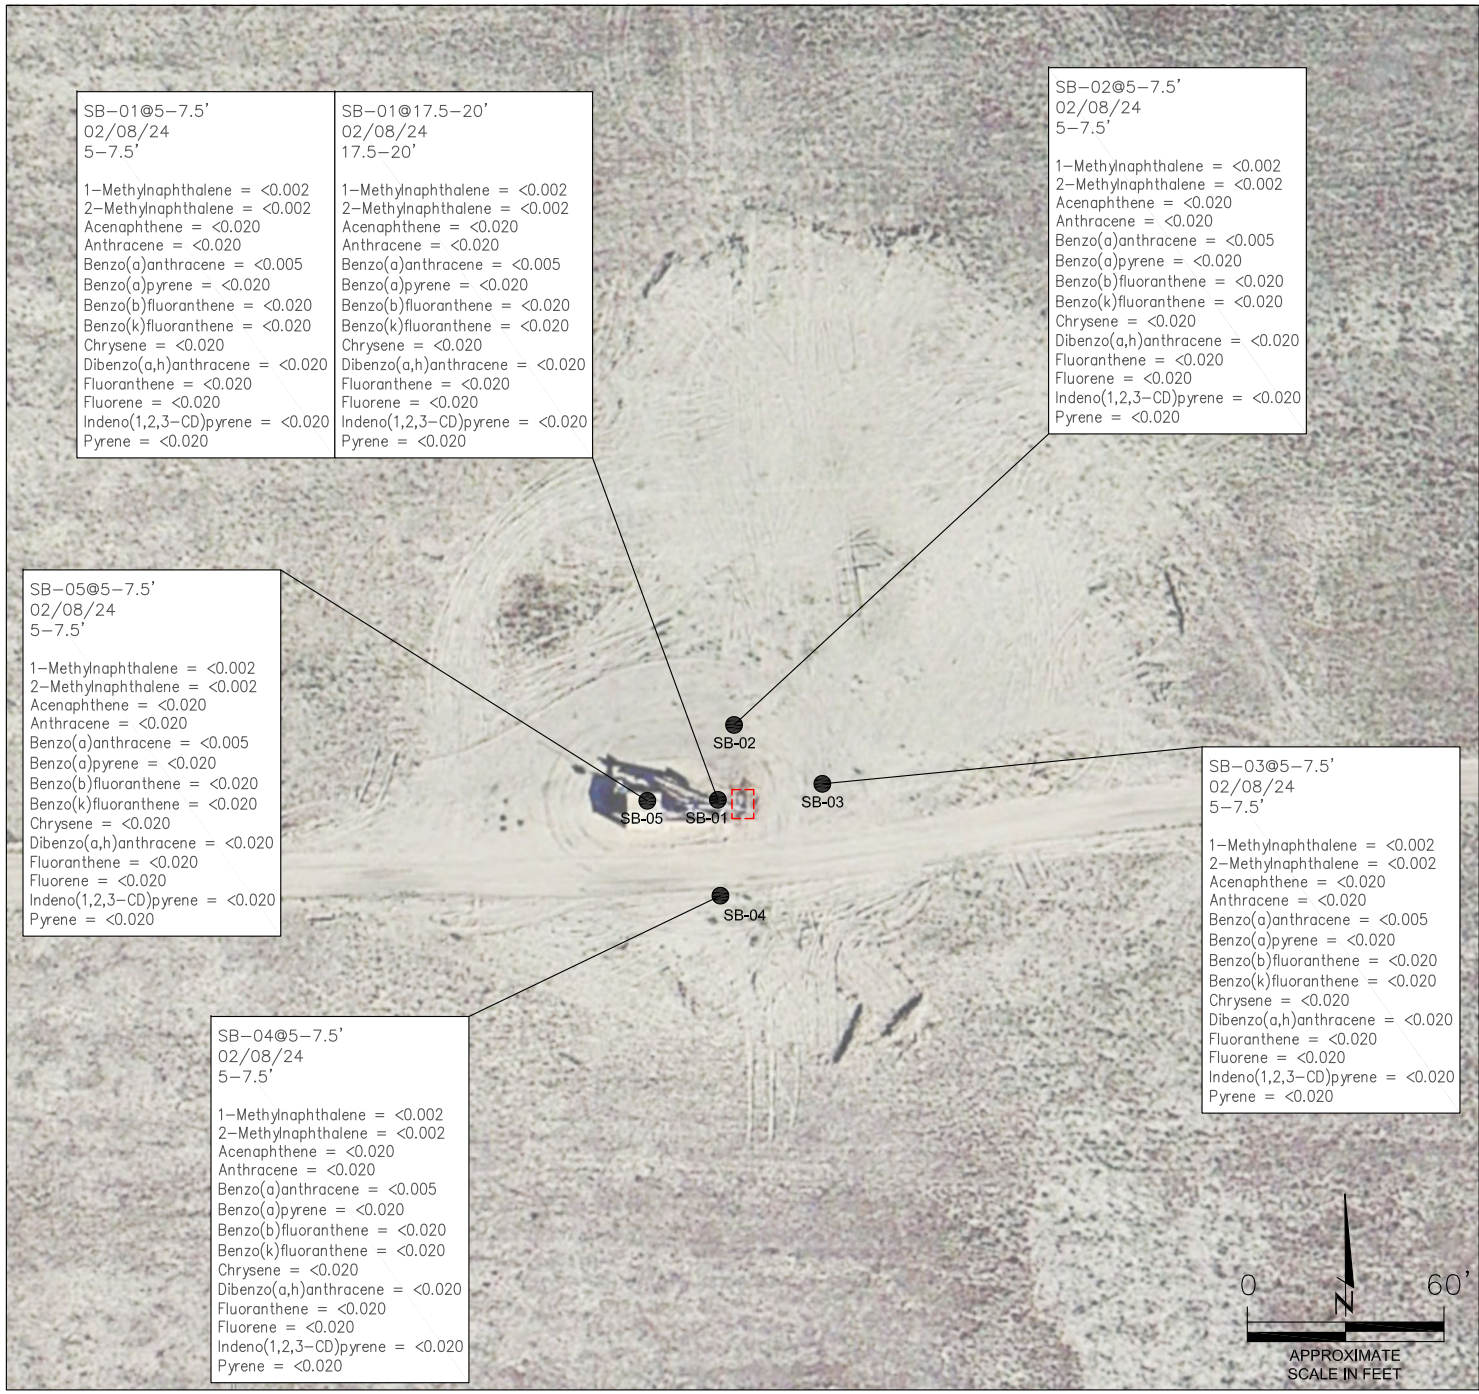 SB-01@5-7.5'
02/08/24
5-7.5'
1-Methylnaphthalene = <0.002
2-Methylnaphthalene = <0.002
Acenaphthene = <0.020
Anthracene = <0.020
Benzo(a)anthracene = <0.005
Benzo(a)pyrene = <0.020
Benzo(b)fluoranthene = <0.020
Benzo(k)fluoranthene = <0.020
Chrysene = <0.020
Dibenzo(a,h)anthracene = <0.020
Fluoranthene = <0.020
Fluorene = <0.020
Indeno(1,2,3-CD)pyrene = <0.020
Pyrene = <0.020
SB-01@17.5-20'
02/08/24
17.5-20'
1-Methylnaphthalene = <0.002
2-Methylnaphthalene = <0.002
Acenaphthene = <0.020
Anthracene = <0.020
Benzo(a)anthracene = <0.005
Benzo(a)pyrene = <0.020
Benzo(b)fluoranthene = <0.020
Benzo(k)fluoranthene = <0.020
Chrysene = <0.020
Dibenzo(a,h)anthracene = <0.020
Fluoranthene = <0.020
Fluorene = <0.020
Indeno(1,2,3-CD)pyrene = <0.020
Pyrene = <0.020
SB-02@5-7.5'
02/08/24
5-7.5'
1-Methylnaphthalene = <0.002
2-Methylnaphthalene = <0.002
Acenaphthene = <0.020
Anthracene = <0.020
Benzo(a)anthracene = <0.005
Benzo(a)pyrene = <0.020
Benzo(b)fluoranthene = <0.020
Benzo(k)fluoranthene = <0.020
Chrysene = <0.020
Dibenzo(a,h)anthracene = <0.020
Fluoranthene = <0.020
Fluorene = <0.020
Indeno(1,2,3-CD)pyrene = <0.020
Pyrene = <0.020
SB-05@5-7.5'
02/08/24
5-7.5'
1-Methylnaphthalene = <0.002
2-Methylnaphthalene = <0.002
Acenaphthene = <0.020
Anthracene = <0.020
Benzo(a)anthracene = <0.005
Benzo(a)pyrene = <0.020
Benzo(b)fluoranthene = <0.020
Benzo(k)fluoranthene = <0.020
Chrysene = <0.020
Dibenzo(a,h)anthracene = <0.020
Fluoranthene = <0.020
Fluorene = <0.020
Indeno(1,2,3-CD)pyrene = <0.020
Pyrene = <0.020
SB-02
SB-03
SB-05
SB-01
SB-04
SB-03@5-7.5'
02/08/24
5-7.5'
1-Methylnaphthalene = <0.002
2-Methylnaphthalene = <0.002
Acenaphthene = <0.020
Anthracene = <0.020
Benzo(a)anthracene = <0.005
Benzo(a)pyrene = <0.020
Benzo(b)fluoranthene = <0.020
Benzo(k)fluoranthene = <0.020
Chrysene = <0.020
Dibenzo(a,h)anthracene = <0.020
Fluoranthene = <0.020
Fluorene = <0.020
Indeno(1,2,3-CD)pyrene = <0.020
Pyrene = <0.020
SB-04@5-7.5'
02/08/24
5-7.5'
1-Methylnaphthalene = <0.002
2-Methylnaphthalene = <0.002
Acenaphthene = <0.020
Anthracene = <0.020
Benzo(a)anthracene = <0.005
Benzo(a)pyrene = <0.020
Benzo(b)fluoranthene = <0.020
Benzo(k)fluoranthene = <0.020
Chrysene = <0.020
Dibenzo(a,h)anthracene = <0.020
Fluoranthene = <0.020
Fluorene = <0.020
Indeno(1,2,3-CD)pyrene = <0.020
Pyrene = <0.020
0 60'
N
APPROXIMATE
SCALE IN FEET